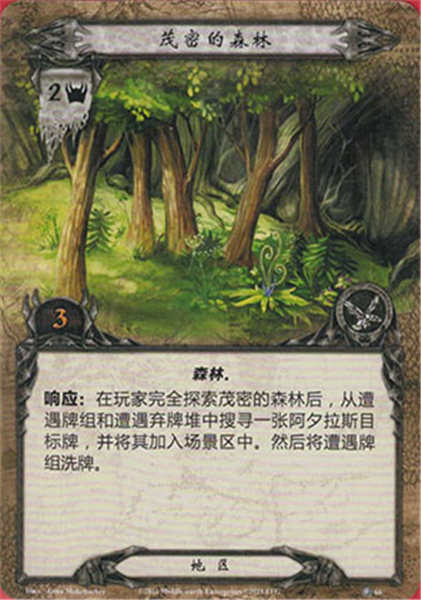 茂密的森林
2
3
森林.
响应：在玩家完全探索茂密的森林后，从遭
遇牌组和遭遇弃牌堆中搜寻一张阿夕拉斯目
标牌，并将其加入场景区中。然后将遭遇牌
组洗牌。
地区